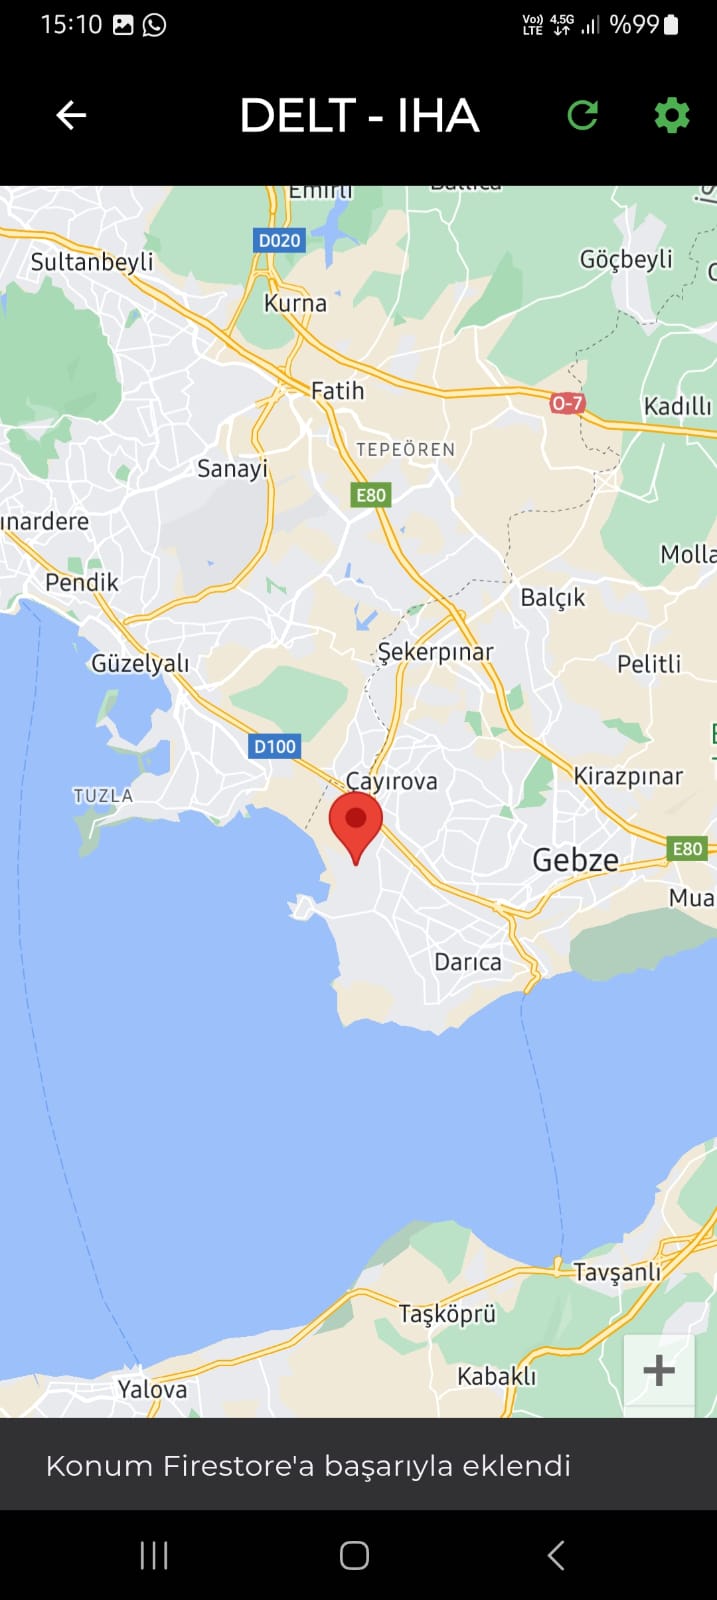 15:10
Vo)) LTE 4.5G %99
DELT - IHA
Emirli
Ballıca
D020
Sultanbeyli
Göçbeyli
Kurna
Fatih
O-7
Kadıllı
TEPEÖREN
Sanayi
E80
ınardere
Molla
Pendik
Balçık
Şekerpınar
Güzelyalı
Pelitli
D100
Kirazpınar
Çayırova
TUZLA
E80
Gebze
Mua
Darıca
Tavşanlı
Taşköprü
Kabaklı
Yalova
+
Konum Firestore'a başarıyla eklendi